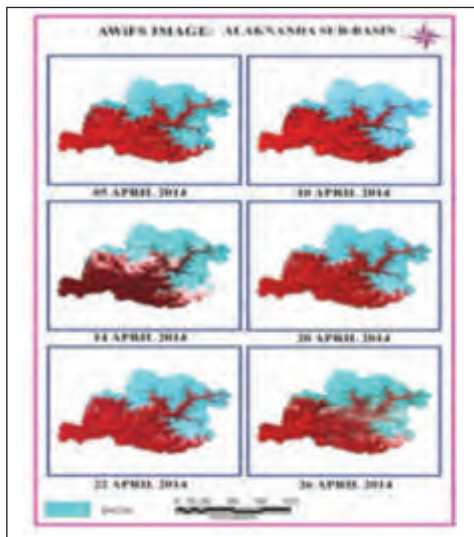 AWiFS IMAGE: ALAKNANDA SUB-BASIN
05 APRIL 2014 10 APRIL 2014
14 APRIL 2014 20 APRIL 2014
22 APRIL 2014 26 APRIL 2014